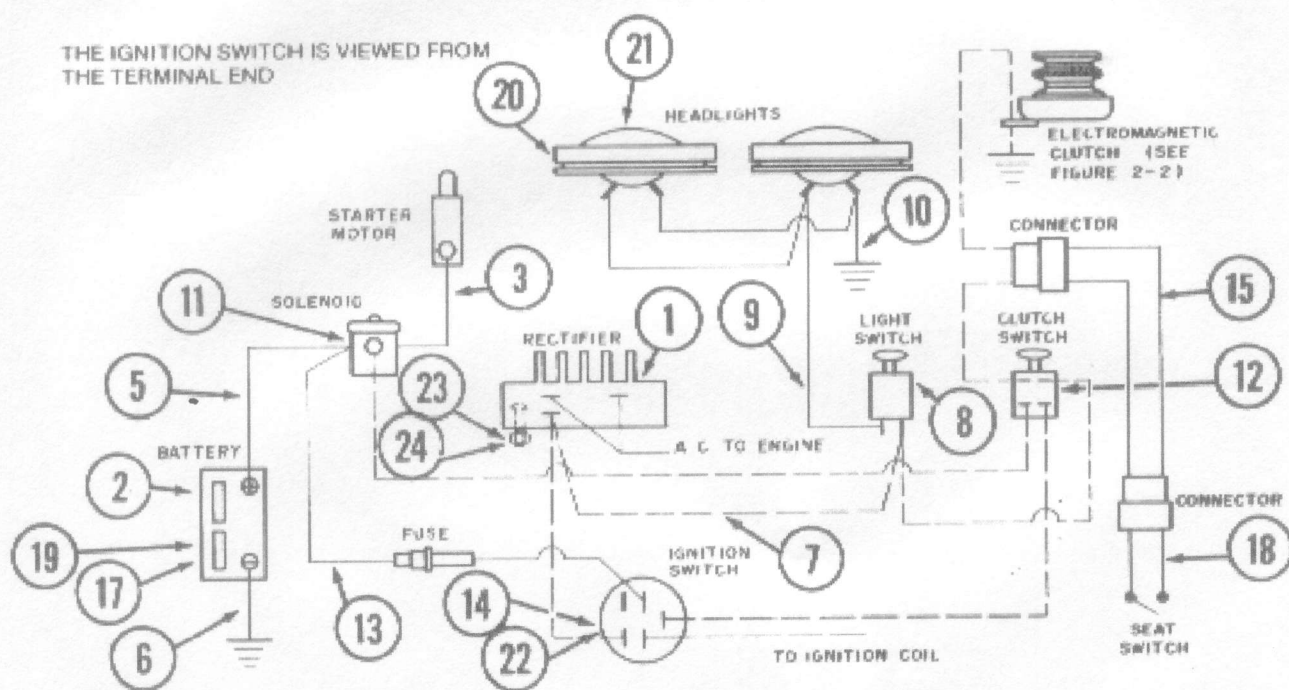 THE IGNITION SWITCH IS VIEWED FROM
THE TERMINAL END
21
20
HEADLIGHTS
ELECTROMAGNETIC
CLUTCH (SEE
FIGURE 2-2)
STARTER
MOTOR
10
CONNECTOR
11
SOLENOID
3
1
9
LIGHT
SWITCH
CLUTCH
SWITCH
15
RECTIFIER
5
23
8
12
24
A C TO ENGINE
BATTERY
2
CONNECTOR
FUSE
7
19
IGNITION
SWITCH
18
17
14
13
6
22
SEAT
SWITCH
TO IGNITION COIL